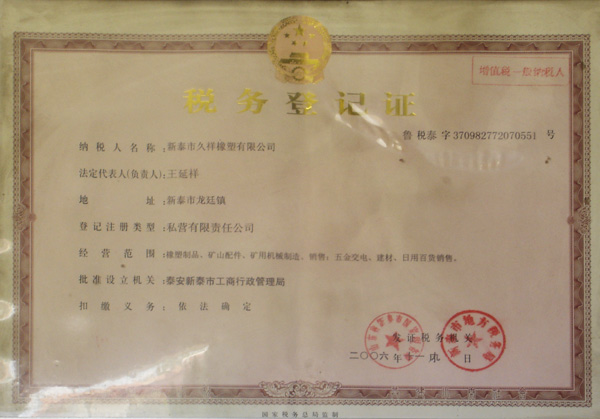 增值税一般纳税人
税务登记证
鲁税泰字370982772070551号
纳税人名称:新泰市久祥橡塑有限公司
法定代表人(负责人):王延祥
地址:新泰市龙廷镇
登记注册类型:私营有限责任公司
经营范围:橡塑制品、矿山配件、矿用机械制造、销售;五金交电、建材、日用百货销售。
批准设立机关:泰安新泰市工商行政管理局
扣缴义务:依法确定
发证税务机关
二〇〇六年十一月 日
国家税务总局监制